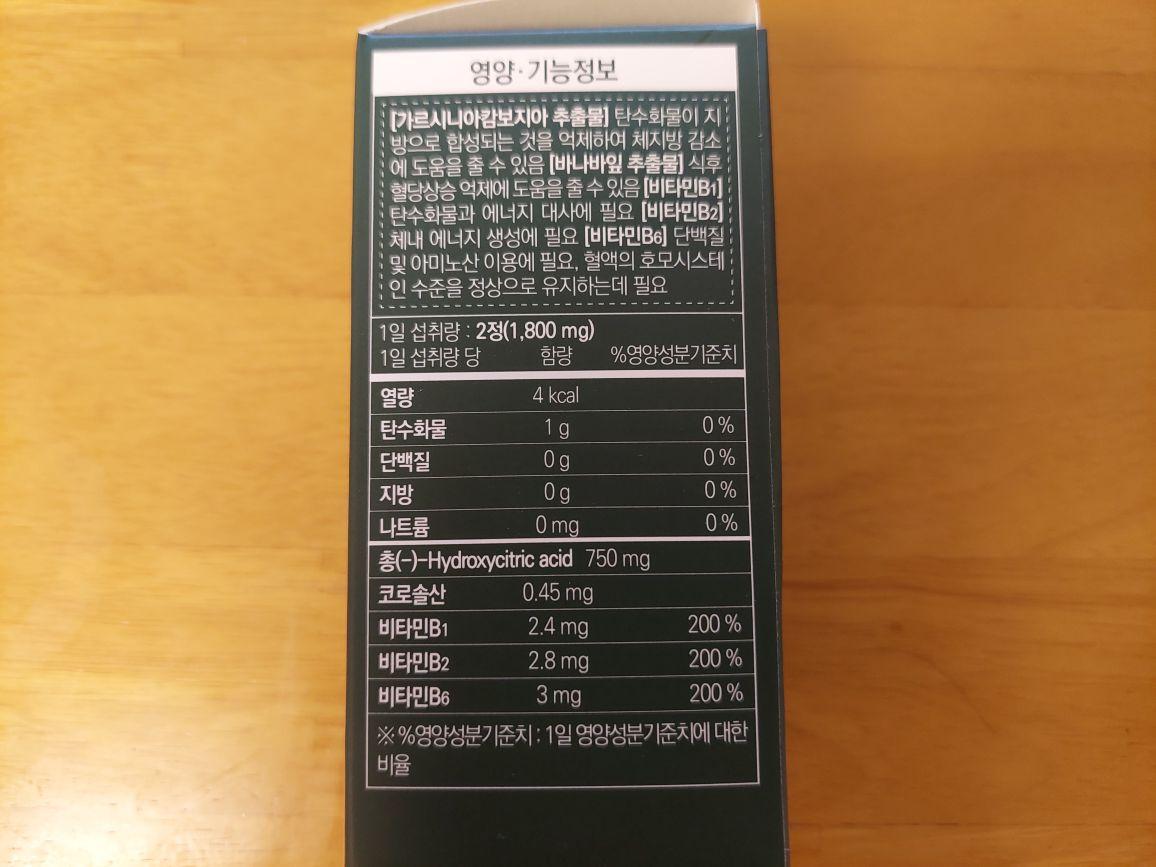 영양·기능정보
[가르시니아캄보지아 추출물] 탄수화물이 지
방으로 합성되는 것을 억제하여 체지방 감소
에 도움을 줄 수 있음 [바나바잎 추출물] 식후
혈당상승 억제에 도움을 줄 수 있음 [비타민B1]
탄수화물과 에너지 대사에 필요 [비타민B2]
체내 에너지 생성에 필요 [비타민B6] 단백질
및 아미노산 이용에 필요, 혈액의 호모시스테
인 수준을 정상으로 유지하는데 필요
1일 섭취량 : 2정(1,800 mg)
1일 섭취량 당 함량 %영양성분기준치
열량 4 kcal
탄수화물 1 g 0 %
단백질 0 g 0 %
지방 0 g 0 %
나트륨 0 mg 0 %
총(-)-Hydroxycitric acid 750 mg
코로솔산 0.45 mg
비타민B1 2.4 mg 200 %
비타민B2 2.8 mg 200 %
비타민B6 3 mg 200 %
※ %영양성분기준치 : 1일 영양성분기준치에 대한
비율